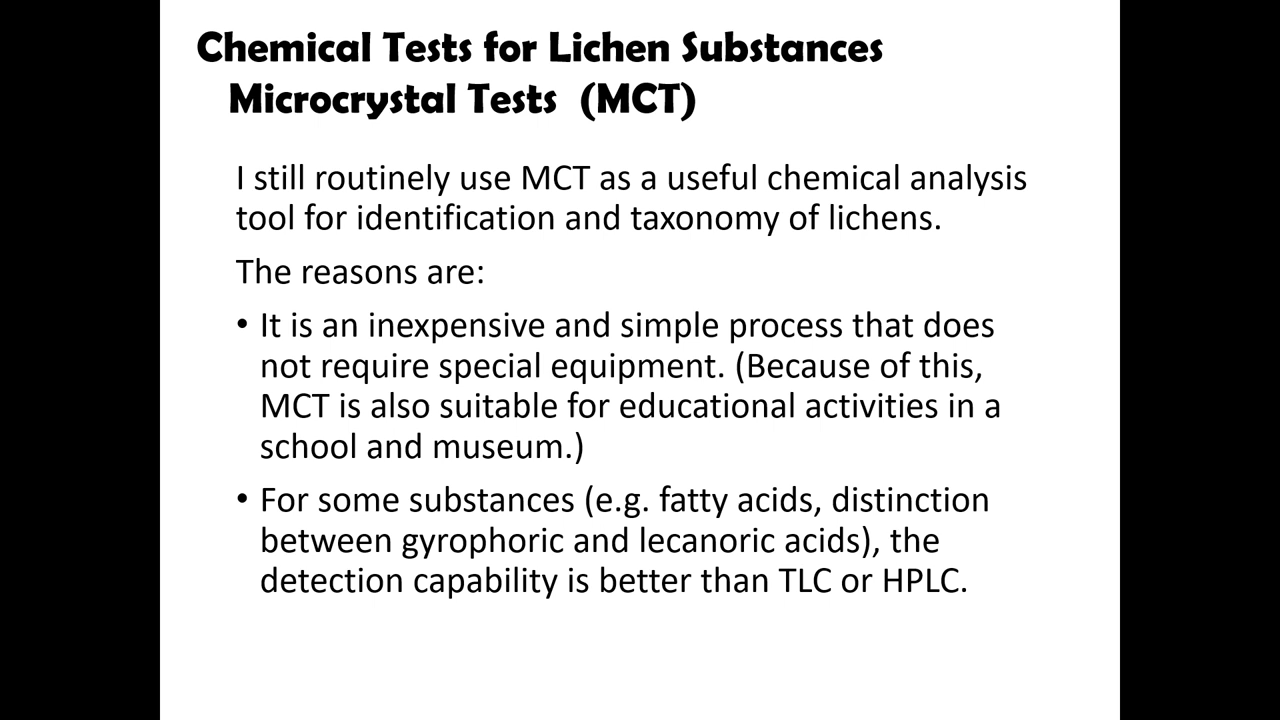 Chemical Tests for Lichen Substances
Microcrystal Tests (MCT)
I still routinely use MCT as a useful chemical analysis
tool for identification and taxonomy of lichens.
The reasons are:
• It is an inexpensive and simple process that does
not require special equipment. (Because of this,
MCT is also suitable for educational activities in a
school and museum.)
• For some substances (e.g. fatty acids, distinction
between gyrophoric and lecanoric acids), the
detection capability is better than TLC or HPLC.